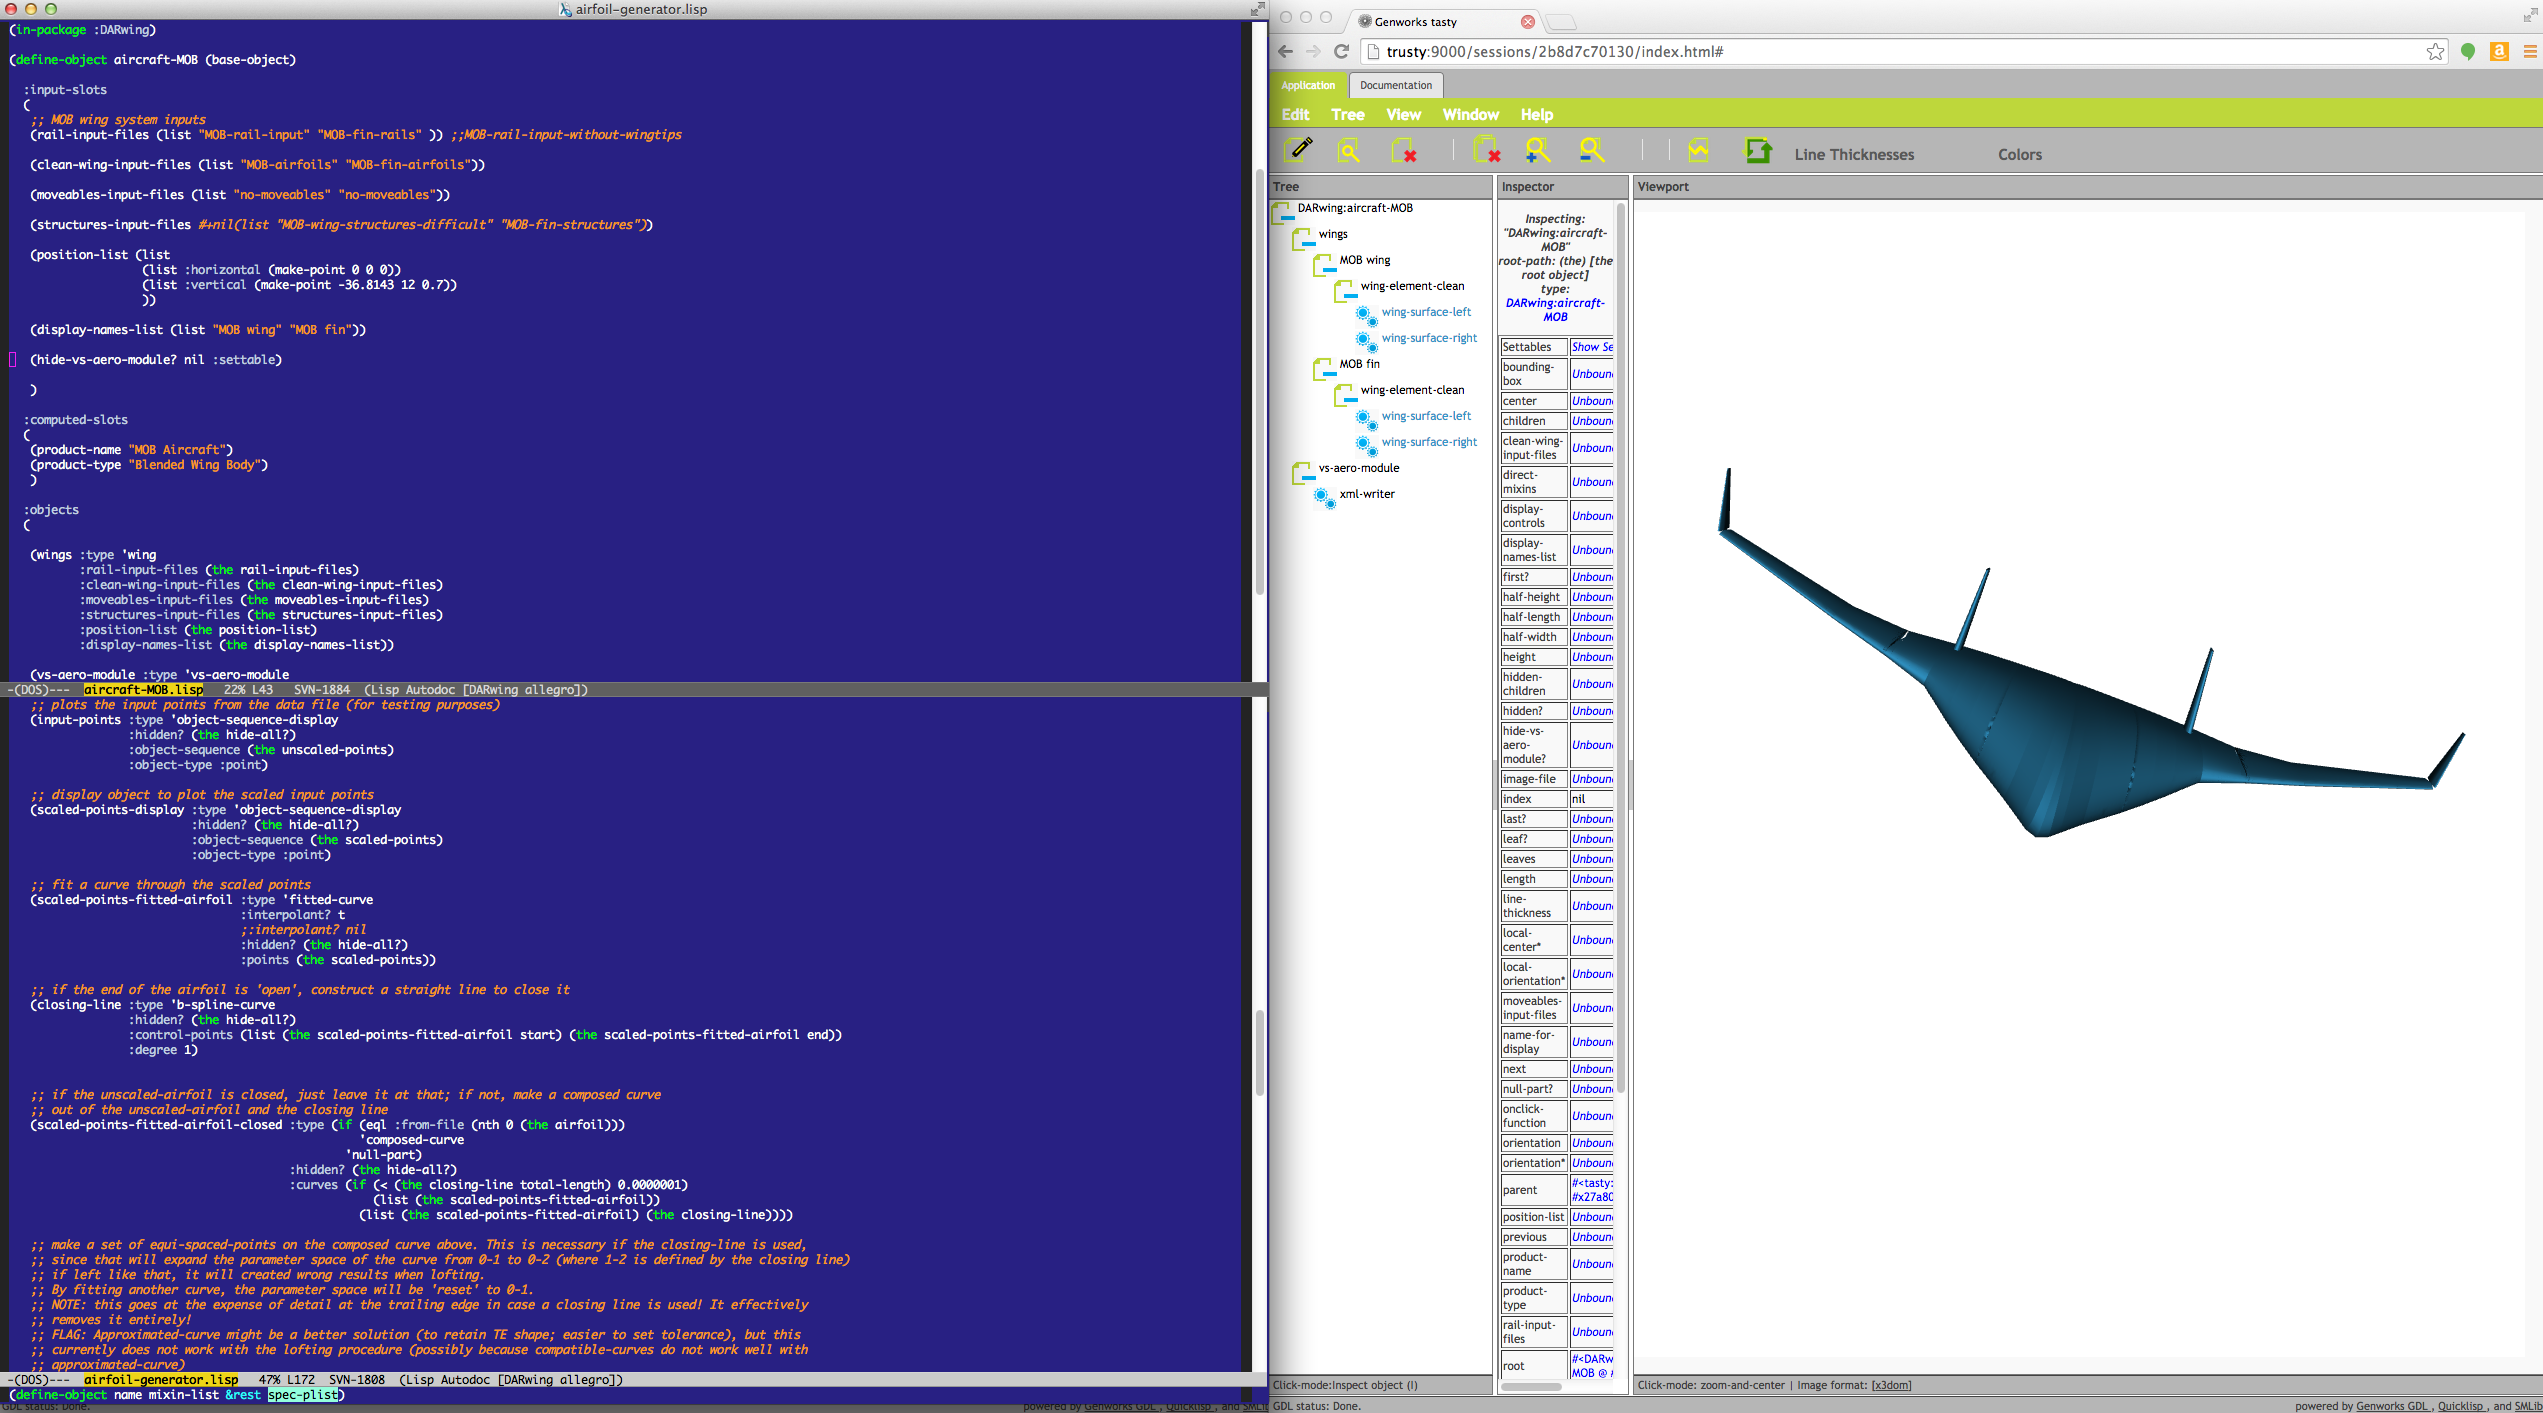 airfoil-generator.lisp
(in-package :DARwing)
(define-object aircraft-MOB (base-object)
:input-slots
(
;; MOB wing system inputs
(rail-input-files (list "MOB-rail-input" "MOB-fin-rails" )) ;;MOB-rail-input-without-wingtips
(clean-wing-input-files (list "MOB-airfoils" "MOB-fin-airfoils"))
(moveables-input-files (list "no-moveables" "no-moveables"))
(structures-input-files #+nil(list "MOB-wing-structures-difficult" "MOB-fin-structures"))
(position-list (list
(list :horizontal (make-point 0 0 0))
(list :vertical (make-point -36.8143 12 0.7))
))
(display-names-list (list "MOB wing" "MOB fin"))
(hide-vs-aero-module? nil :settable)
)
:computed-slots
(
(product-name "MOB Aircraft")
(product-type "Blended Wing Body")
)
:objects
(
(wings :type 'wing
:rail-input-files (the rail-input-files)
:clean-wing-input-files (the clean-wing-input-files)
:moveables-input-files (the moveables-input-files)
:structures-input-files (the structures-input-files)
:position-list (the position-list)
:display-names-list (the display-names-list))
(vs-aero-module :type 'vs-aero-module
-(DOS)--- aircraft-MOB.lisp 22% L43 SVN-1884 (Lisp Autodoc [DARwing allegro])
;; plots the input points from the data file (for testing purposes)
(input-points :type 'object-sequence-display
:hidden? (the hide-all?)
:object-sequence (the unscaled-points)
:object-type :point)
;; display object to plot the scaled input points
(scaled-points-display :type 'object-sequence-display
:hidden? (the hide-all?)
:object-sequence (the scaled-points)
:object-type :point)
;; fit a curve through the scaled points
(scaled-points-fitted-airfoil :type 'fitted-curve
:interpolant? t
;:interpolant? nil
:hidden? (the hide-all?)
:points (the scaled-points))
;; if the end of the airfoil is 'open', construct a straight line to close it
(closing-line :type 'b-spline-curve
:hidden? (the hide-all?)
:control-points (list (the scaled-points-fitted-airfoil start) (the scaled-points-fitted-airfoil end))
:degree 1)
;; if the unscaled-airfoil is closed, just leave it at that; if not, make a composed curve
;; out of the unscaled-airfoil and the closing line
(scaled-points-fitted-airfoil-closed :type (if (eql :from-file (nth 0 (the airfoil)))
'composed-curve
'null-part)
:hidden? (the hide-all?)
:curves (if (< (the closing-line total-length) 0.0000001)
(list (the scaled-points-fitted-airfoil))
(list (the scaled-points-fitted-airfoil) (the closing-line))))
;; make a set of equi-spaced-points on the composed curve above. This is necessary if the closing-line is used,
;; since that will expand the parameter space of the curve from 0-1 to 0-2 (where 1-2 is defined by the closing line)
;; if left like that, it will created wrong results when lofting.
;; By fitting another curve, the parameter space will be 'reset' to 0-1.
;; NOTE: this goes at the expense of detail at the trailing edge in case a closing line is used! It effectively
;; removes it entirely!
;; FLAG: Approximated-curve might be a better solution (to retain TE shape; easier to set tolerance), but this
;; currently does not work with the lofting procedure (possibly because compatible-curves do not work well with
;; approximated-curve)
-(DOS)--- airfoil-generator.lisp 47% L172 SVN-1808 (Lisp Autodoc [DARwing allegro])
(define-object name mixin-list &rest spec-plist)
GDL status: Done.
powered by Genworks GDL , Quicklisp , and SMLi
Genworks tasty
trusty:9000/sessions/2b8d7c70130/index.html#
Application Documentation
Edit Tree View Window Help
Line Thicknesses Colors
Tree
DARwing:aircraft-MOB
wings
MOB wing
wing-element-clean
wing-surface-left
wing-surface-right
MOB fin
wing-element-clean
wing-surface-left
wing-surface-right
vs-aero-module
xml-writer
Click-mode:Inspect object (I)
Inspector
Inspecting:
"DARwing:aircraft-
MOB"
root-path: (the) [the
root object]
type:
DARwing:aircraft-
MOB
Settables Show Se
bounding-
box Unboun
center Unboun
children Unboun
clean-wing-
input-files Unboun
direct-
mixins Unboun
display-
controls Unboun
display-
names-list Unboun
first? Unboun
half-height Unboun
half-length Unboun
half-width Unboun
height Unboun
hidden-
children Unboun
hidden? Unboun
hide-vs-
aero-
module? Unboun
image-file Unboun
index nil
last? Unboun
leaf? Unboun
leaves Unboun
length Unboun
line-
thickness Unboun
local-
center* Unboun
local-
orientation* Unboun
moveables-
input-files Unboun
name-for-
display Unboun
next Unboun
null-part? Unboun
onclick-
function Unboun
orientation Unboun
orientation* Unboun
parent #<tasty:
#x27a80
position-list Unboun
previous Unboun
product-
name Unboun
product-
type Unboun
rail-input-
files Unboun
root #<DARw
MOB @ #
Viewport
Click-mode: zoom-and-center | Image format: [x3dom]
GDL status: Done.
powered by Genworks GDL , Quicklisp , and SMLib